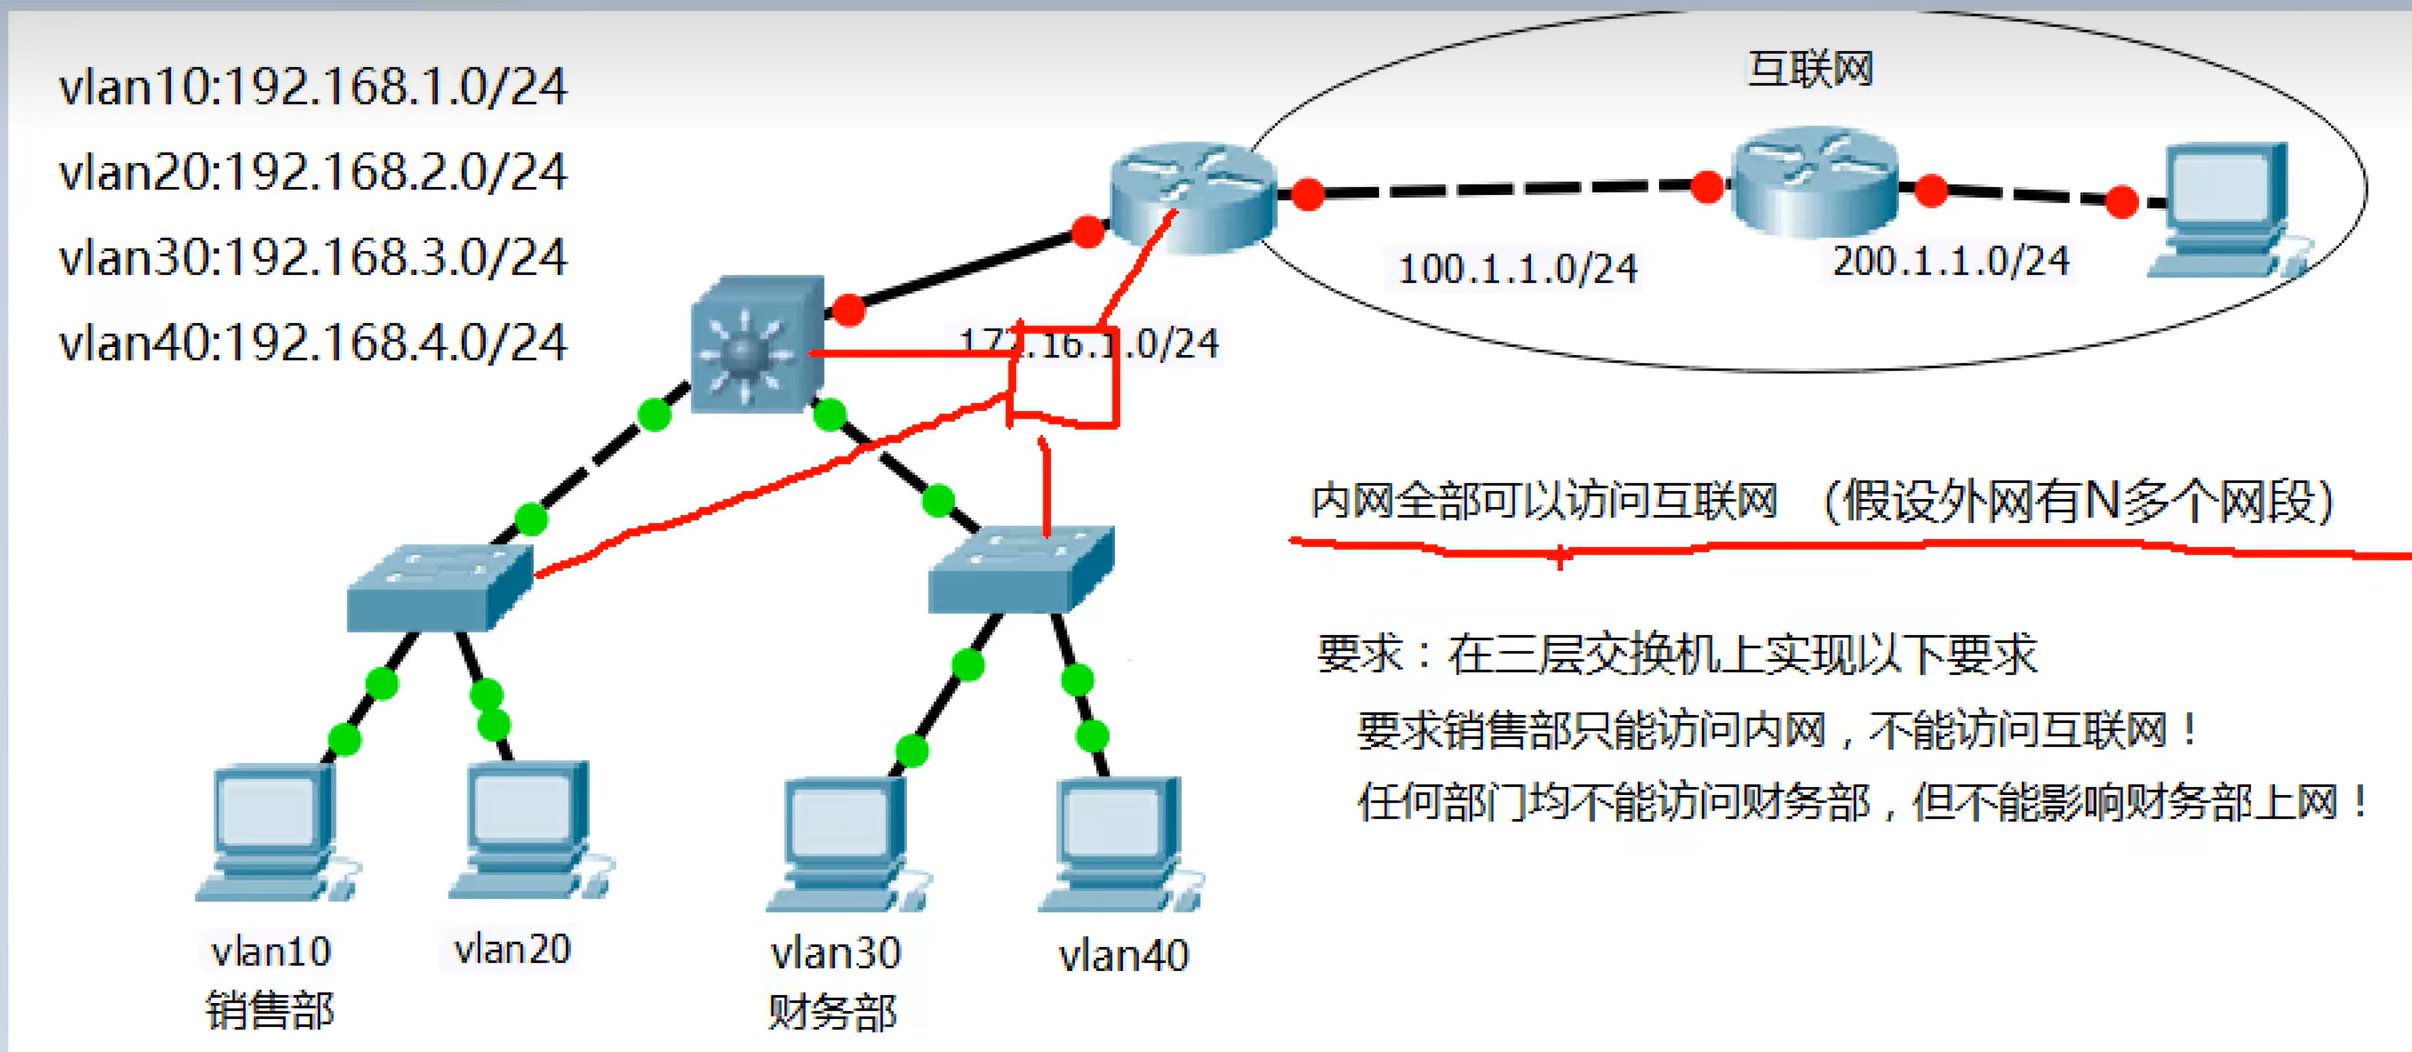 vlan10:192.168.1.0/24
vlan20:192.168.2.0/24
vlan30:192.168.3.0/24
vlan40:192.168.4.0/24
互联网
100.1.1.0/24
200.1.1.0/24
172.16.1.0/24
内网全部可以访问互联网 （假设外网有N多个网段）
要求：在三层交换机上实现以下要求
要求销售部只能访问内网，不能访问互联网！
任何部门均不能访问财务部，但不能影响财务部上网！
vlan10
销售部
vlan20
vlan30
财务部
vlan40